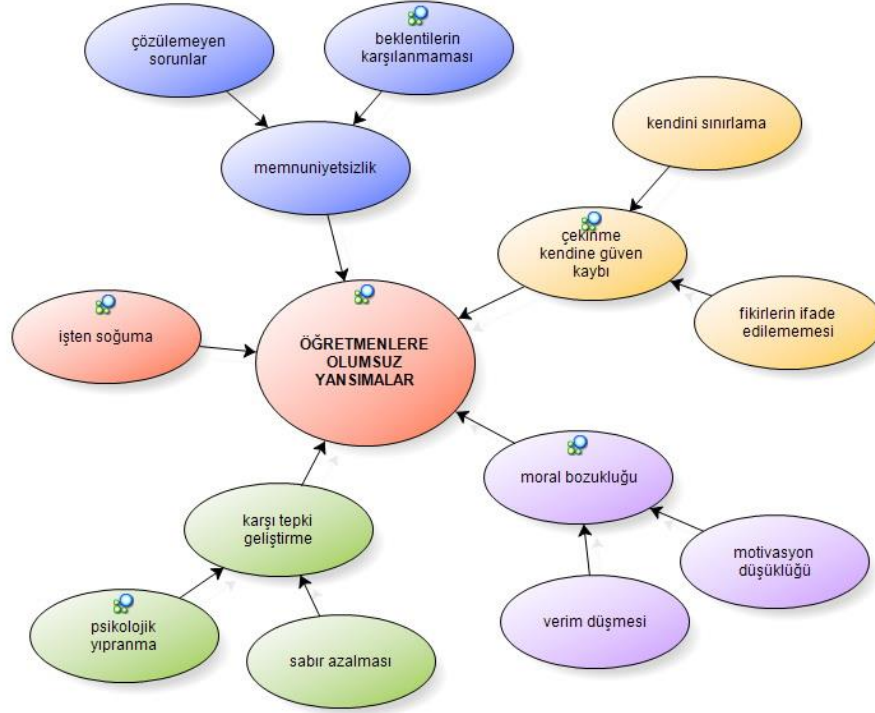 çözülemeyen
sorunlar
beklentilerin
karşılanmaması
memnuniyetsizlik
kendini sınırlama
çekinme
kendine güven
kaybı
fikirlerin ifade
edilememesi
işten soğuma
ÖĞRETMENLERE
OLUMSUZ
YANSIMALAR
moral bozukluğu
karşı tepki
geliştirme
motivasyon
düşüklüğü
psikolojik
yıpranma
verim düşmesi
sabır azalması